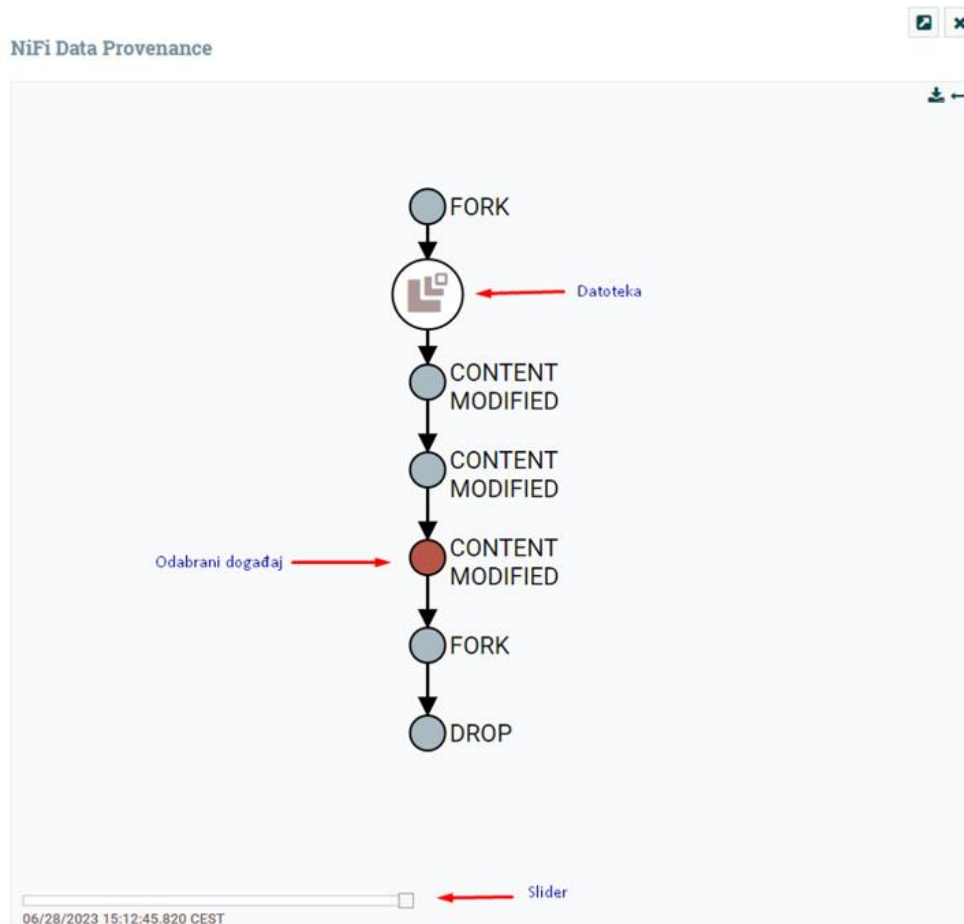 NiFi Data Provenance
FORK
Datoteka
CONTENT
MODIFIED
CONTENT
MODIFIED
Odabrani događaj
CONTENT
MODIFIED
FORK
DROP
Slider
06/28/2023 15:12:45.820 CEST